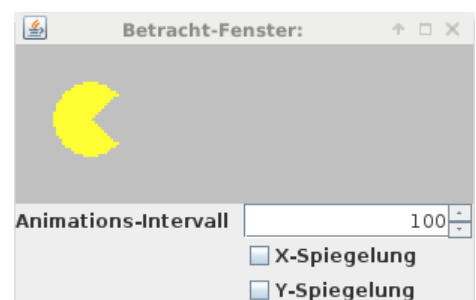 Betracht-Fenster:
Animations-Intervall 100
X-Spiegelung
Y-Spiegelung